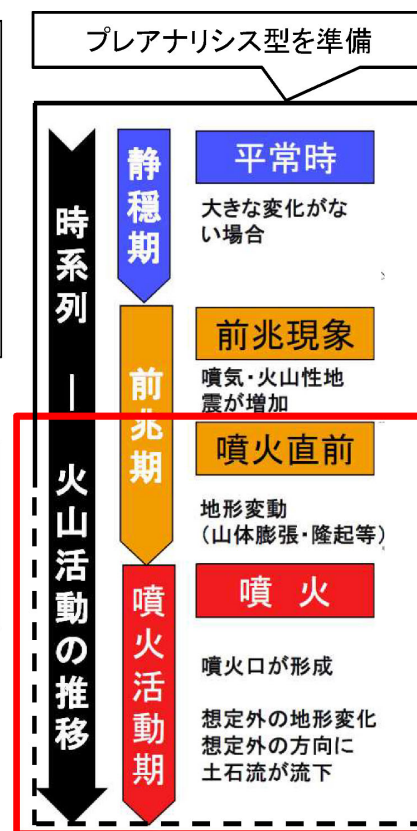 プレアナリシス型を準備
時系列 ― 火山活動の推移
静穏期
平常時
大きな変化がな
い場合
前兆期
前兆現象
噴気・火山性地
震が増加
噴火直前
地形変動
（山体膨張・隆起等）
噴火活動期
噴火
噴火口が形成
想定外の地形変化
想定外の方向に
土石流が流下